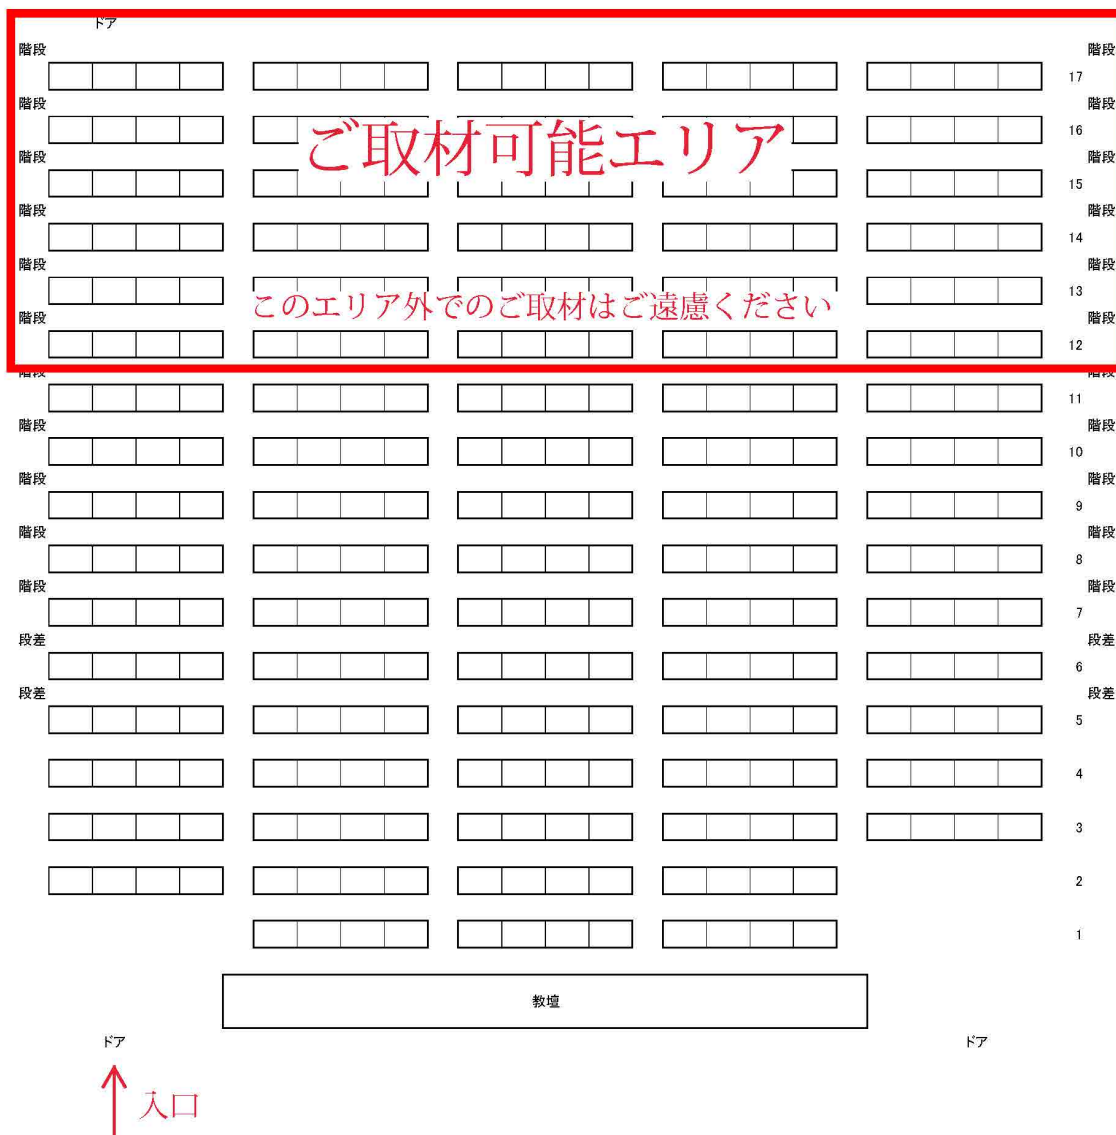 ドア
階段 階段
17
階段 階段
16
ご取材可能エリア
階段 階段
15
階段 階段
14
階段 階段
13
このエリア外でのご取材はご遠慮ください
階段 階段
12
階段 階段
11
階段 階段
10
階段 階段
9
階段 階段
8
階段 階段
7
段差 段差
6
段差 段差
5
4
3
2
1
教壇
ドア ドア
入口